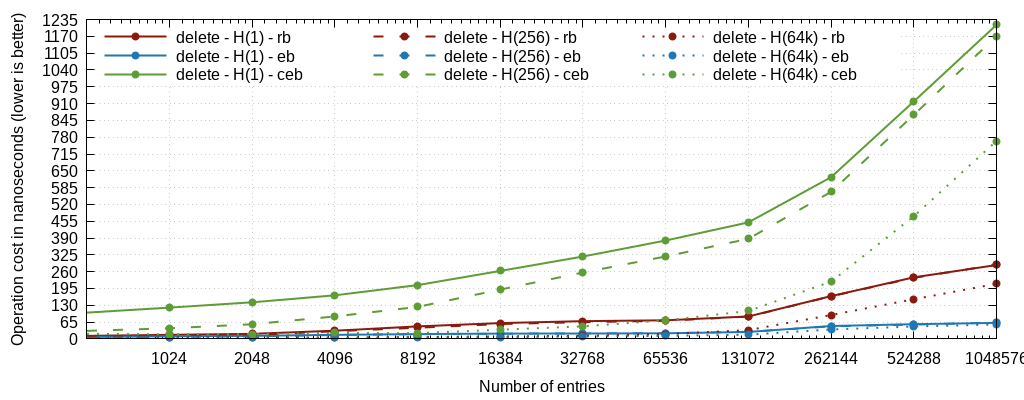 Operation cost in nanoseconds (lower is better)
1235
1170
1105
1040
975
910
845
780
715
650
585
520
455
390
325
260
195
130
65
0
delete - H(1) - rb
delete - H(1) - eb
delete - H(1) - ceb
delete - H(256) - rb
delete - H(256) - eb
delete - H(256) - ceb
delete - H(64k) - rb
delete - H(64k) - eb
delete - H(64k) - ceb
1024 2048 4096 8192 16384 32768 65536 131072 262144 524288 1048576
Number of entries